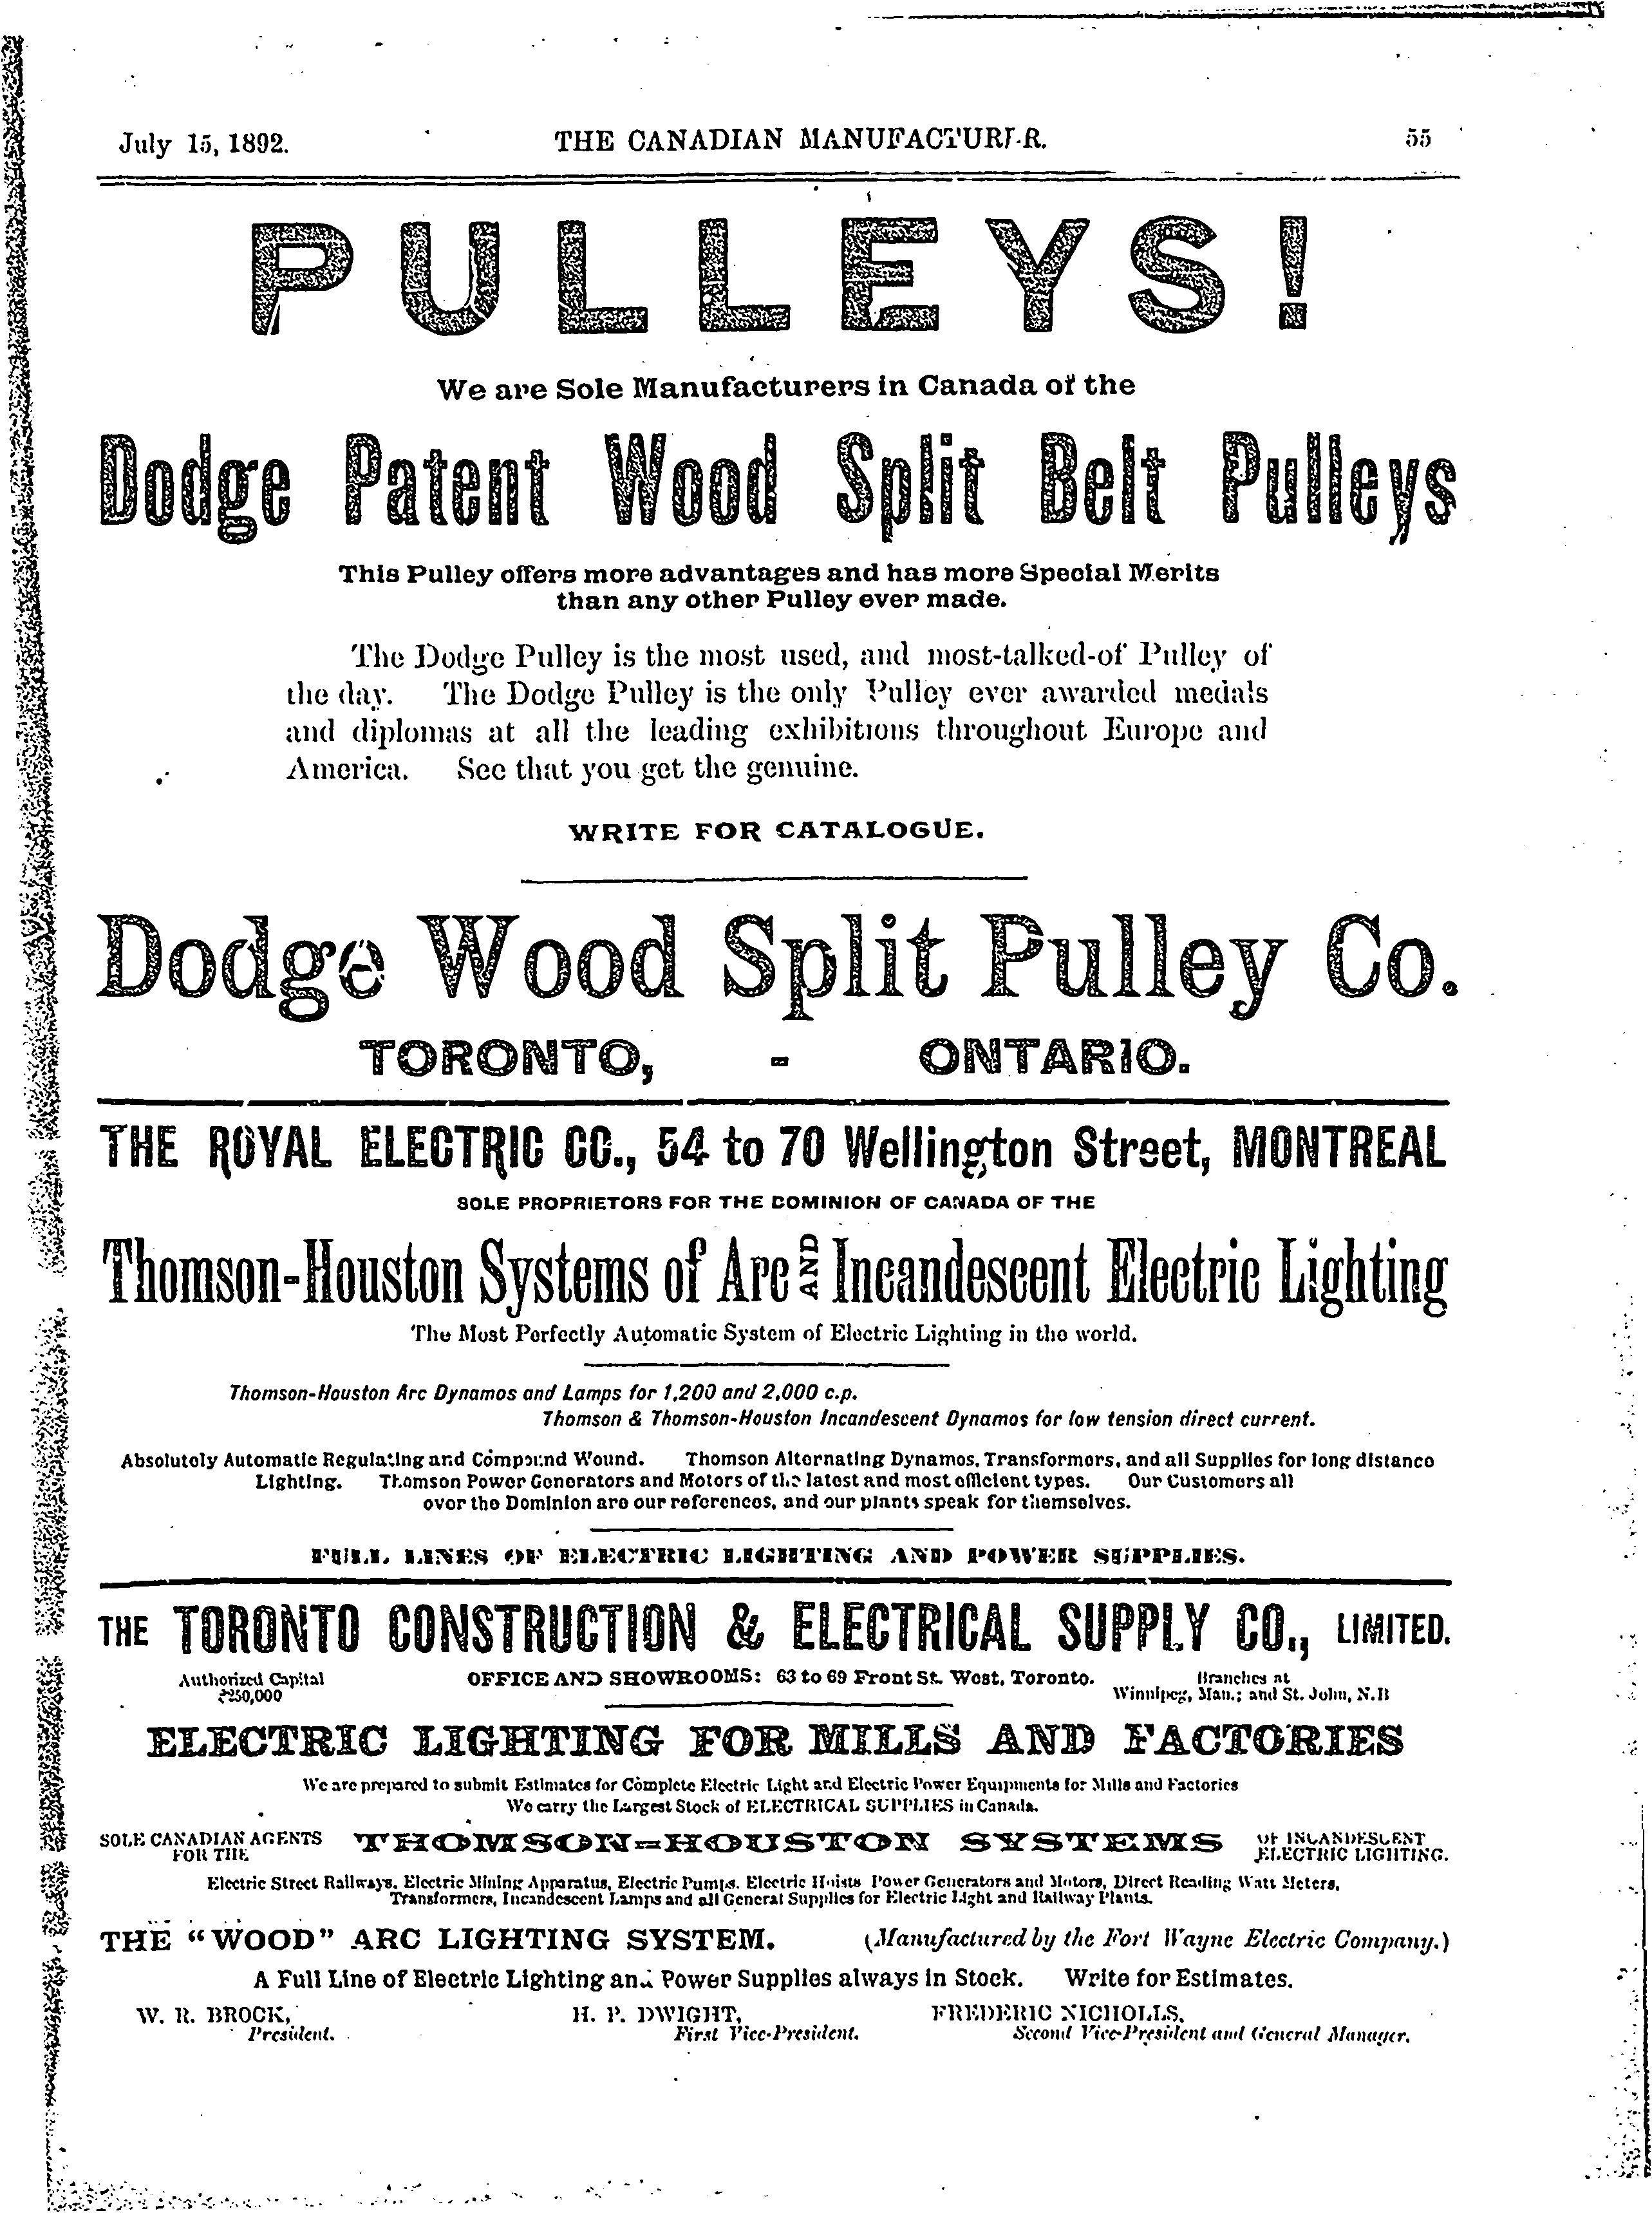 July 15, 1892.
THE CANADIAN MANUFACTURER.
55
PULLEYS!
We are Sole Manufacturers in Canada of the
Dodge Patent Wood Split Belt Pulleys
This Pulley offers more advantages and has more Special Merits
than any other Pulley ever made.
The Dodge Pulley is the most used, and most-talked-of Pulley of
the day. The Dodge Pulley is the only Pulley ever awarded medals
and diplomas at all the leading exhibitions throughout Europe and
America. See that you get the genuine.
WRITE FOR CATALOGUE.
Dodge Wood Split Pulley Co.
TORONTO, - ONTARIO.
THE ROYAL ELECTRIC CO., 54 to 70 Wellington Street, MONTREAL
SOLE PROPRIETORS FOR THE DOMINION OF CANADA OF THE
Thomson-Houston Systems of Arc AND Incandescent Electric Lighting
The Most Perfectly Automatic System of Electric Lighting in the world.
Thomson-Houston Arc Dynamos and Lamps for 1,200 and 2,000 c.p.
Thomson & Thomson-Houston Incandescent Dynamos for low tension direct current.
Absolutely Automatic Regulating and Compound Wound. Thomson Alternating Dynamos, Transformers, and all Supplies for long distance
Lighting. Thomson Power Generators and Motors of the latest and most efficient types. Our Customers all
over the Dominion are our references, and our plants speak for themselves.
FULL LINES OF ELECTRIC LIGHTING AND POWER SUPPLIES.
THE TORONTO CONSTRUCTION & ELECTRICAL SUPPLY CO., LIMITED.
Authorized Capital
$250,000
OFFICE AND SHOWROOMS: 63 to 69 Front St. West, Toronto.
Branches at
Winnipeg, Man.; and St. John, N.B
ELECTRIC LIGHTING FOR MILLS AND FACTORIES
We are prepared to submit Estimates for Complete Electric Light and Electric Power Equipments for Mills and Factories
We carry the Largest Stock of ELECTRICAL SUPPLIES in Canada.
SOLE CANADIAN AGENTS
FOR THE
THOMSON-HOUSTON SYSTEMS
OF INCANDESCENT
ELECTRIC LIGHTING.
Electric Street Railways, Electric Mining Apparatus, Electric Pumps, Electric Hoists Power Generators and Motors, Direct Reading Watt Meters,
Transformers, Incandescent Lamps and all General Supplies for Electric Light and Railway Plants.
THE "WOOD" ARC LIGHTING SYSTEM. (Manufactured by the Fort Wayne Electric Company.)
A Full Line of Electric Lighting and Power Supplies always in Stock. Write for Estimates.
W. R. BROCK,
President.
H. P. DWIGHT,
First Vice-President.
FREDERIC NICHOLLS,
Second Vice-President and General Manager.